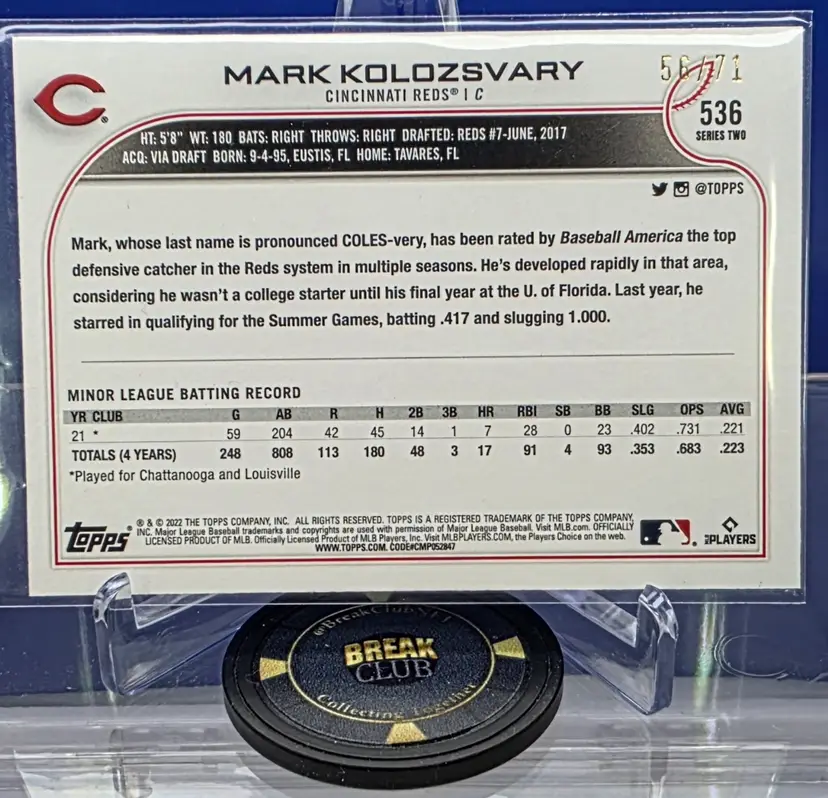 MARK KOLOZSVARY
CINCINNATI REDS® | C
56/71
536
SERIES TWO
HT: 5'8" WT: 180 BATS: RIGHT THROWS: RIGHT DRAFTED: REDS #7-JUNE, 2017
ACQ: VIA DRAFT BORN: 9-4-95, EUSTIS, FL HOME: TAVARES, FL
@TOPPS
Mark, whose last name is pronounced COLES-very, has been rated by Baseball America the top
defensive catcher in the Reds system in multiple seasons. He's developed rapidly in that area,
considering he wasn't a college starter until his final year at the U. of Florida. Last year, he
starred in qualifying for the Summer Games, batting .417 and slugging 1.000.
MINOR LEAGUE BATTING RECORD
YR CLUB G AB R H 2B 3B HR RBI SB BB SLG OPS AVG
21 * 59 204 42 45 14 1 7 28 0 23 .402 .731 .221
TOTALS (4 YEARS) 248 808 113 180 48 3 17 91 4 93 .353 .683 .223
*Played for Chattanooga and Louisville
Topps®
® & © 2022 THE TOPPS COMPANY, INC. ALL RIGHTS RESERVED. TOPPS IS A REGISTERED TRADEMARK OF THE TOPPS COMPANY,
INC. Major League Baseball trademarks and copyrights are used with permission of Major League Baseball. Visit MLB.com. OFFICIALLY
LICENSED PRODUCT OF MLB. Officially Licensed Product of MLB Players, Inc. Visit MLBPLAYERS.COM, the Players Choice on the web.
WWW.TOPPS.COM. CODE#CMP052847
MLB PLAYERS
BREAK
CLUB
Collecting Together